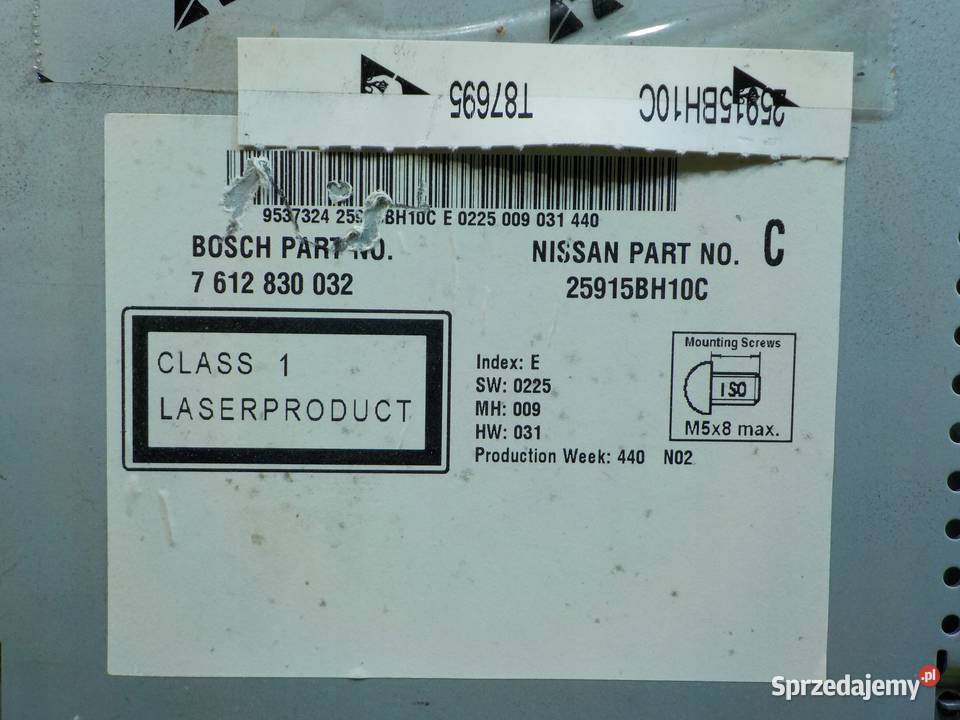 T87695
25915BH10C
9537324 25915BH10C E 0225 009 031 440
BOSCH PART NO.
7 612 830 032
NISSAN PART NO. C
25915BH10C
CLASS 1
LASERPRODUCT
Index: E
SW: 0225
MH: 009
HW: 031
Production Week: 440 N02
Mounting Screws
ISO
M5x8 max.
Sprzedajemy.pl